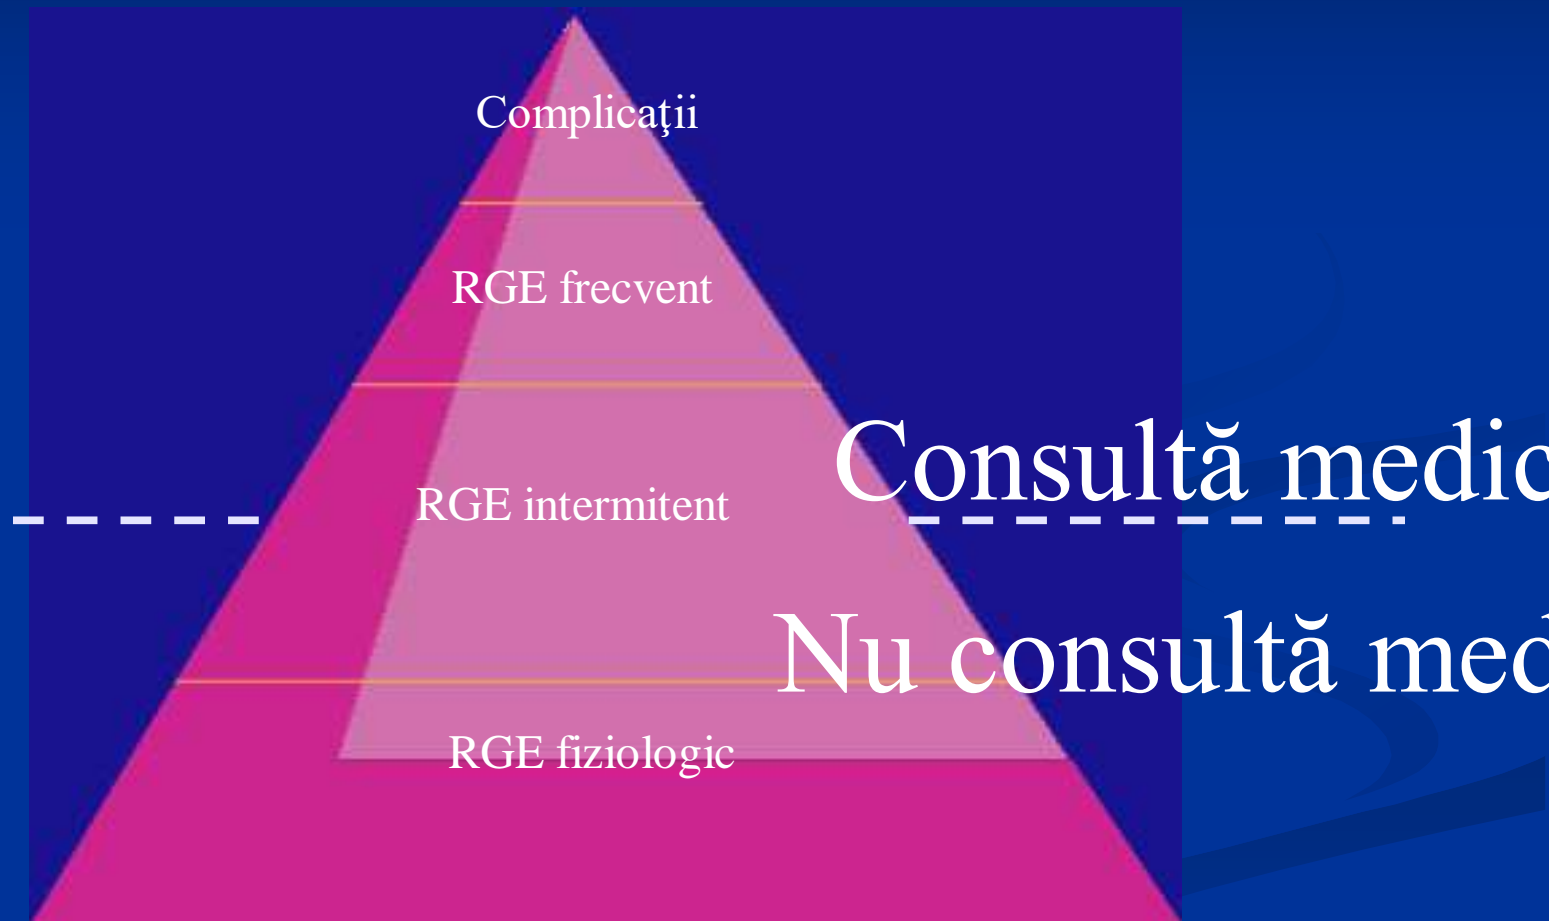 Complicaţii
RGE frecvent
Consultă medic
RGE intermitent
Nu consultă med
RGE fiziologic